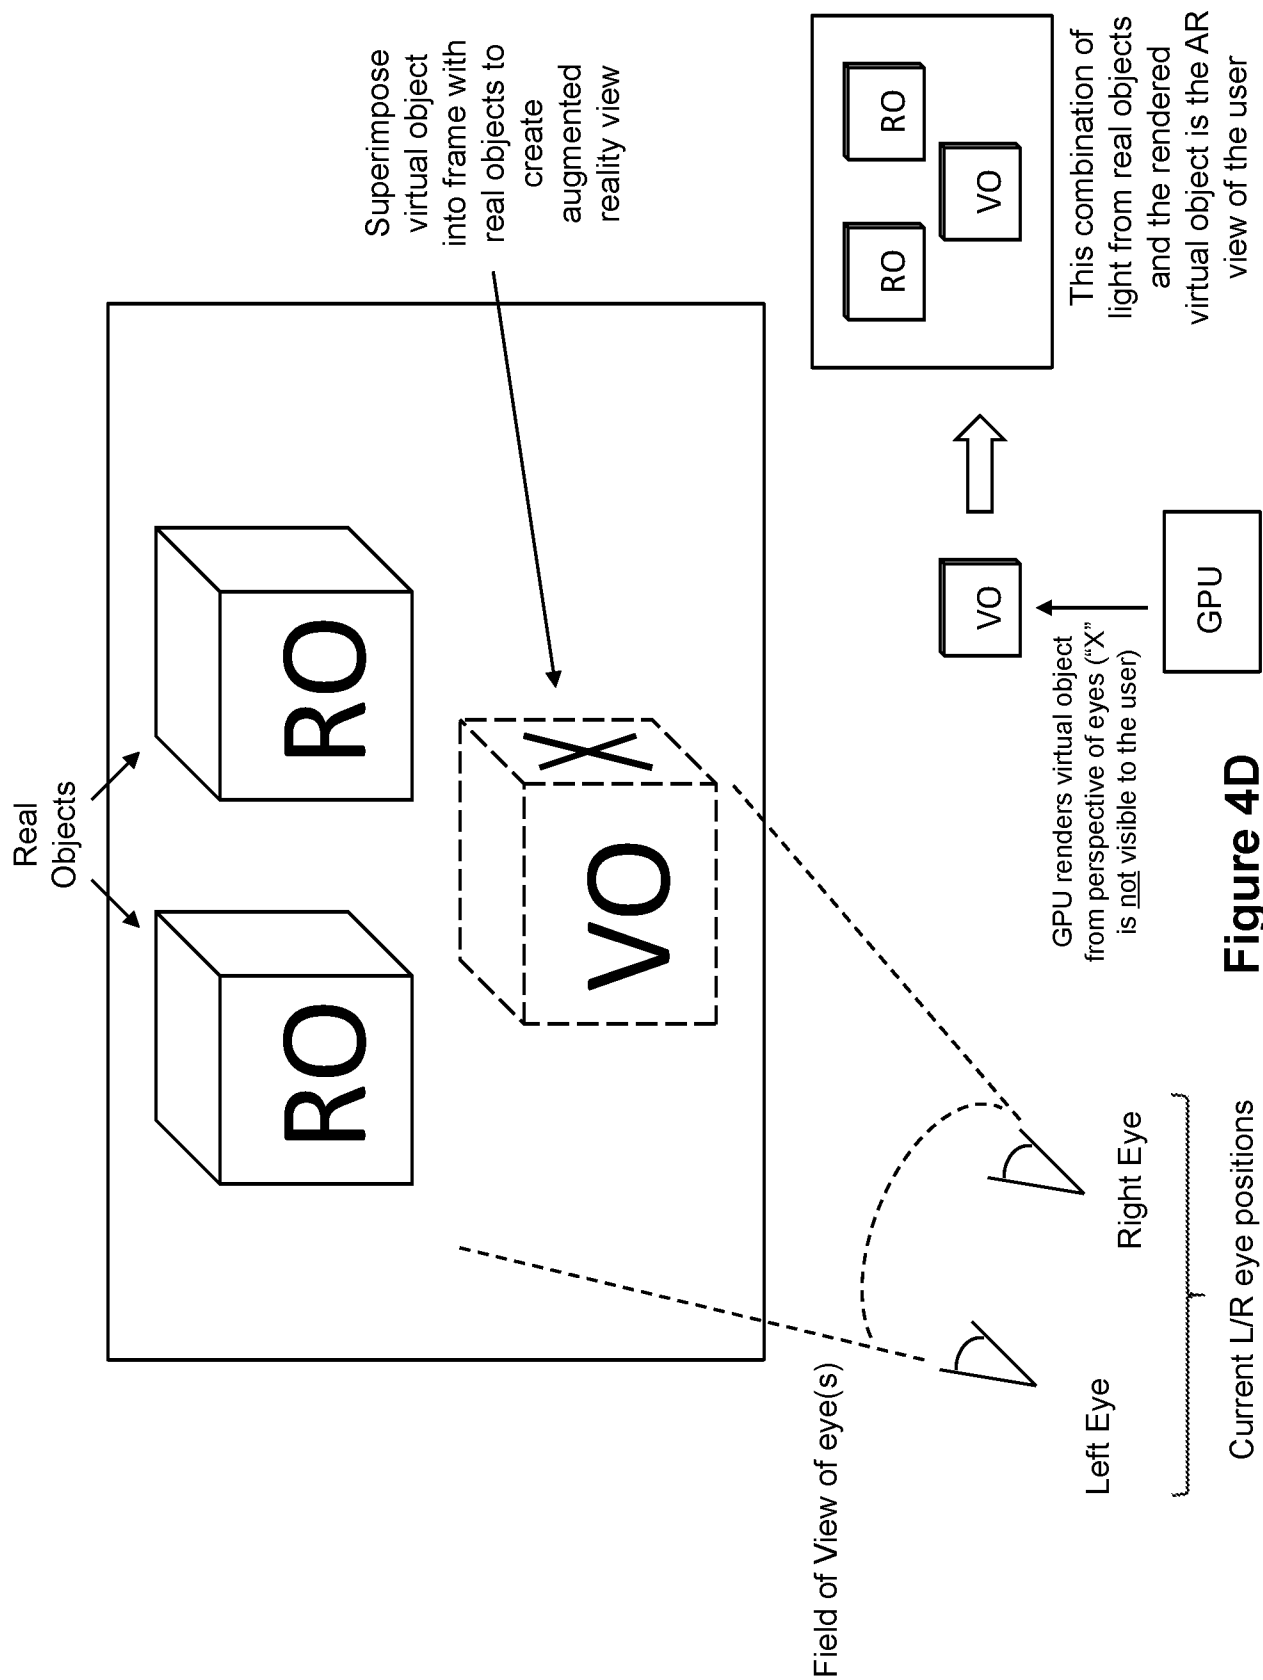 Real
Objects
RO
RO
VO
X
Superimpose
virtual object
into frame with
real objects to
create
augmented
reality view
Field of View of eye(s)
Left Eye
Right Eye
Current L/R eye positions
GPU renders virtual object
from perspective of eyes (“X”
is not visible to the user)
VO
GPU
RO
RO
VO
This combination of
light from real objects
and the rendered
virtual object is the AR
view of the user
Figure 4D